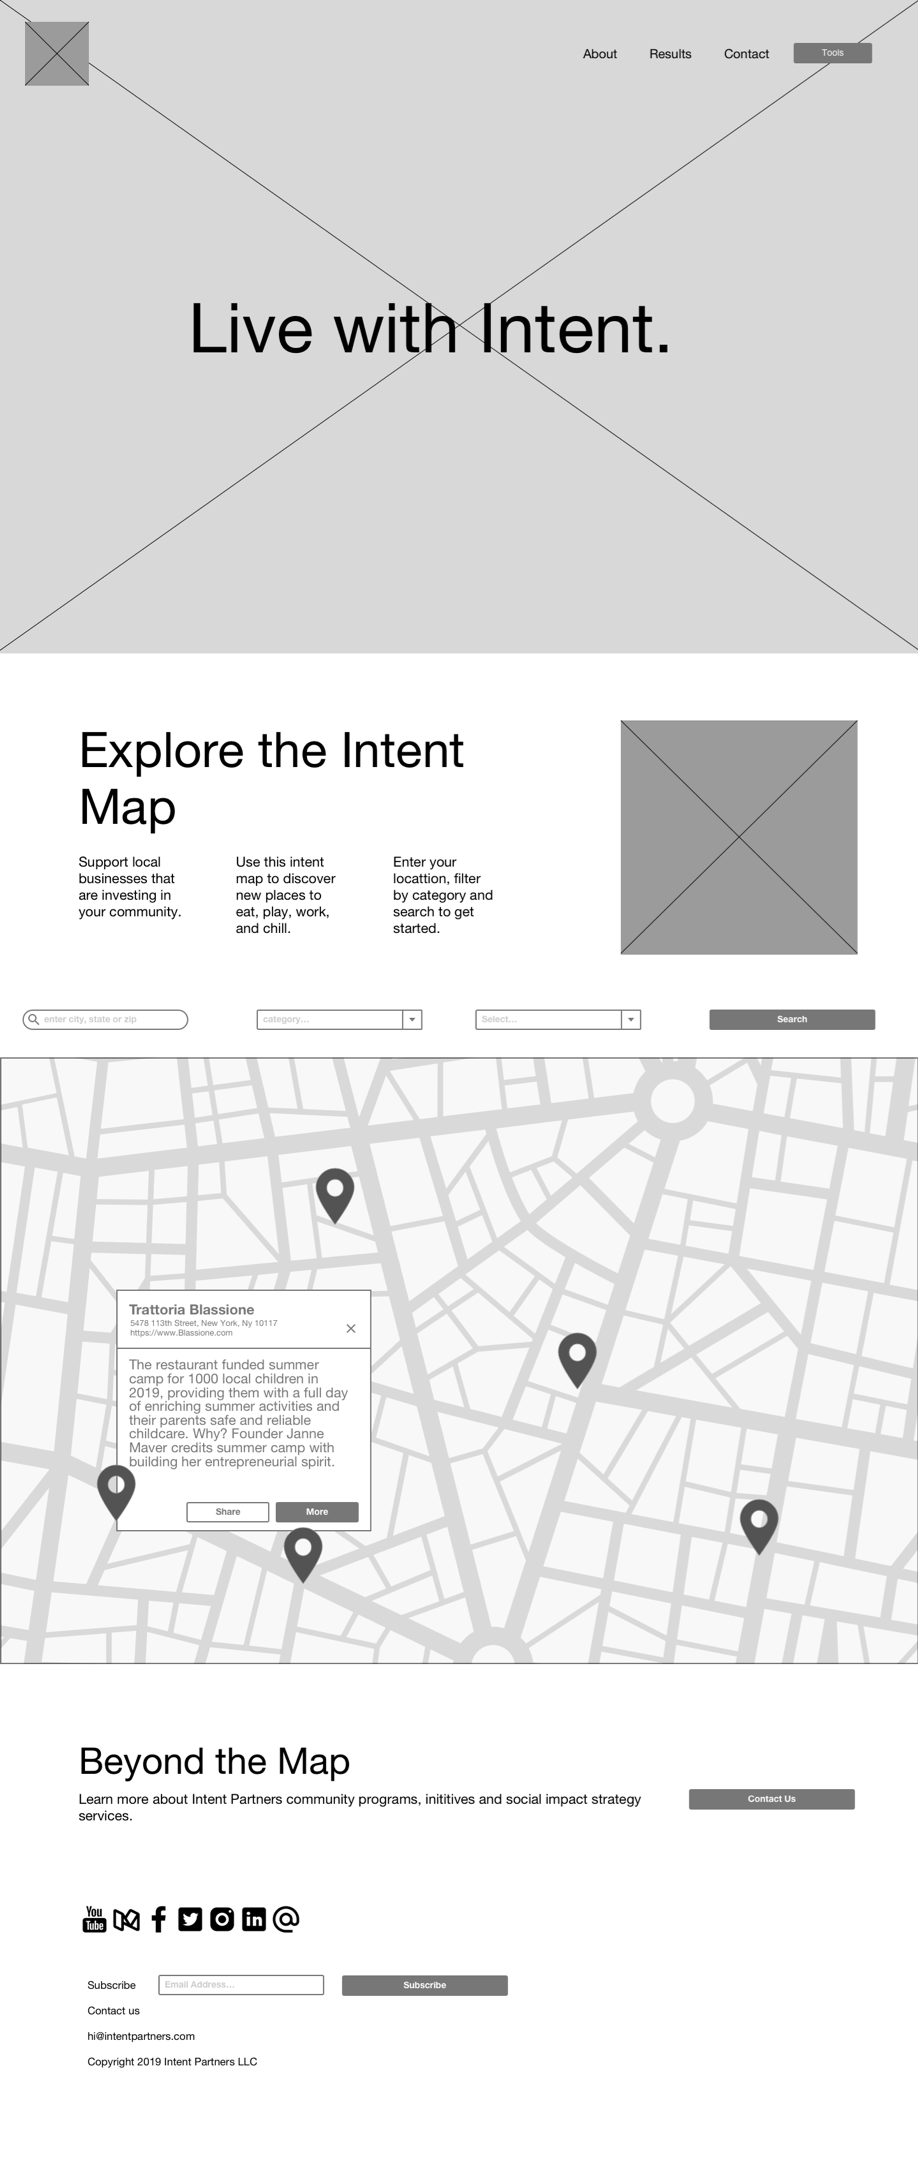 About Results Contact Tools
Live with Intent.
Explore the Intent
Map
Support local
businesses that
are investing in
your community.
Use this intent
map to discover
new places to
eat, play, work,
and chill.
Enter your
locattion, filter
by category and
search to get
started.
enter city, state or zip
category...
Select...
Search
Trattoria Blassione
5478 113th Street, New York, Ny 10117
https://www.Blassione.com
The restaurant funded summer
camp for 1000 local children in
2019, providing them with a full day
of enriching summer activities and
their parents safe and reliable
childcare. Why? Founder Janne
Maver credits summer camp with
building her entrepreneurial spirit.
Share
More
Beyond the Map
Learn more about Intent Partners community programs, inititives and social impact strategy
services.
Contact Us
You
Tube
f
in
@
Subscribe
Email Address...
Subscribe
Contact us
hi@intentpartners.com
Copyright 2019 Intent Partners LLC